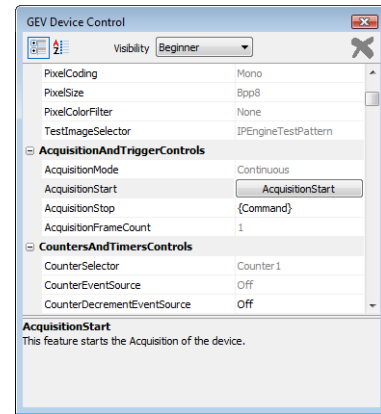 GEV Device Control
Visibility Beginner
PixelCoding Mono
PixelSize Bpp8
PixelColorFilter None
TestImageSelector IPEngineTestPattern
AcquisitionAndTriggerControls
AcquisitionMode Continuous
AcquisitionStart AcquisitionStart
AcquisitionStop {Command}
AcquisitionFrameCount 1
CountersAndTimersControls
CounterSelector Counter1
CounterEventSource Off
CounterDecrementEventSource Off
AcquisitionStart
This feature starts the Acquisition of the device.